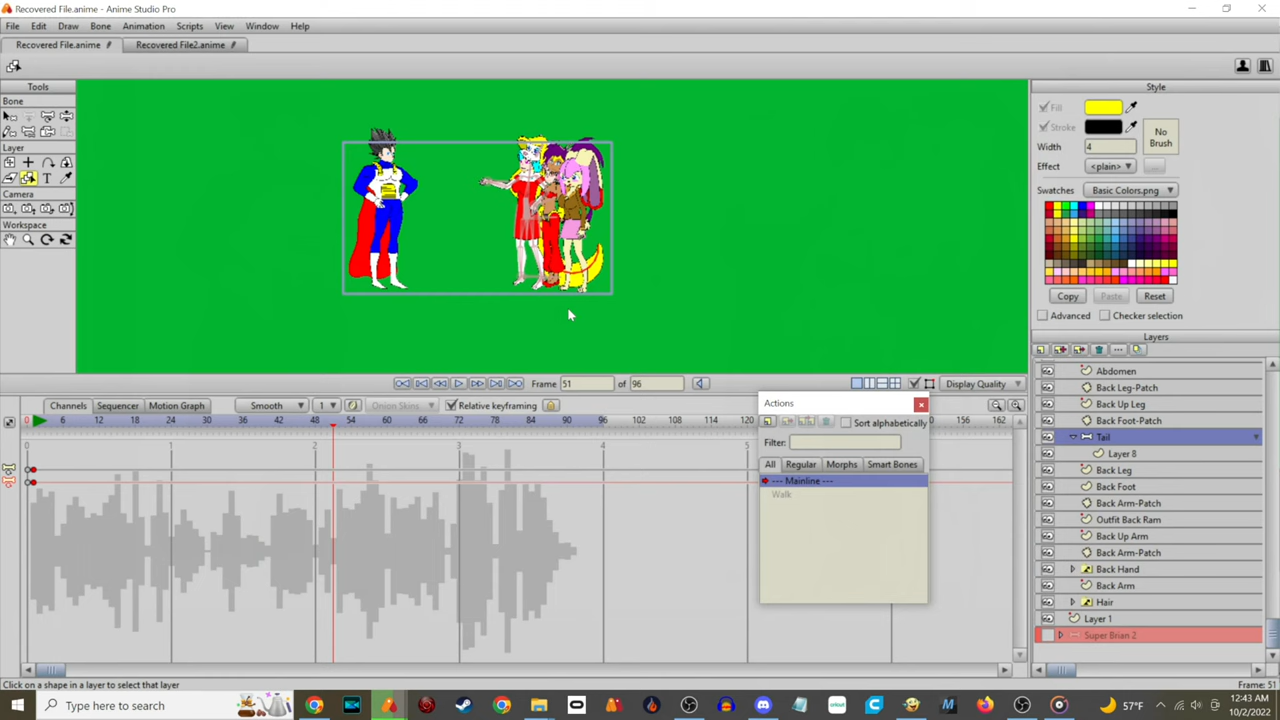 Recovered File.anime - Anime Studio Pro
File Edit Draw Bone Animation Scripts View Window Help
Recovered File.anime Recovered File2.anime
Tools
Bone
Layer
Camera
Workspace
Style
Fill
Stroke
No Brush
Width 4
Effect <plain>
Swatches Basic Colors.png
Copy Paste Reset
Advanced Checker selection
Layers
Abdomen
Back Leg-Patch
Back Up Leg
Back Foot-Patch
Tail
Layer 8
Back Leg
Back Foot
Back Arm-Patch
Outfit Back Ram
Back Up Arm
Back Arm-Patch
Back Hand
Back Arm
Hair
Layer 1
Super Brian 2
Frame 51 of 96 Display Quality
Channels Sequencer Motion Graph Smooth 1 Onion Skins Relative keyframing
0 6 12 18 24 30 36 42 48 54 60 66 72 78 84 90 96 102 108 114 120 156 162
0 1 2 3 4 5
Actions
Sort alphabetically
Filter:
All Regular Morphs Smart Bones
--- Mainline ---
Walk
Click on a shape in a layer to select that layer
Frame: 51
Type here to search
57°F
12:43 AM
10/2/2022